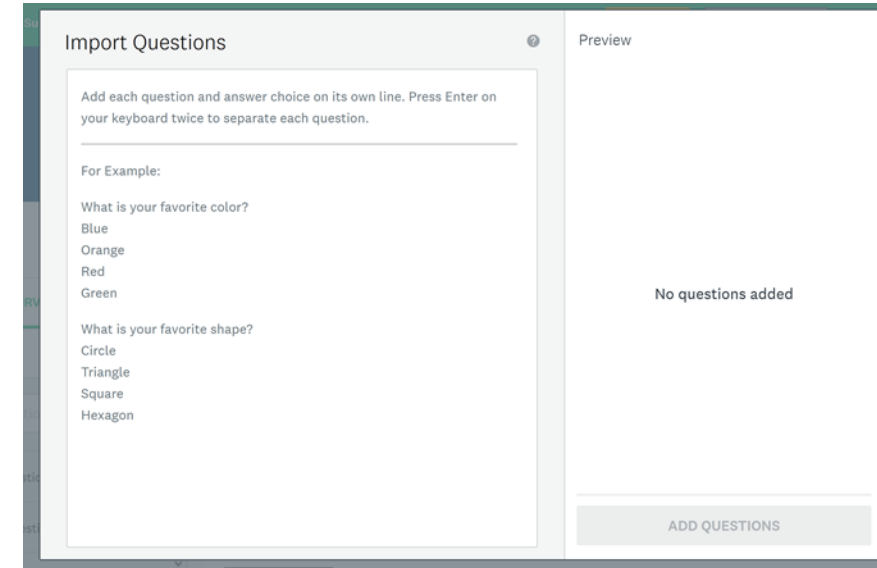 Import Questions
Add each question and answer choice on its own line. Press Enter on
your keyboard twice to separate each question.
For Example:
What is your favorite color?
Blue
Orange
Red
Green
What is your favorite shape?
Circle
Triangle
Square
Hexagon
Preview
No questions added
ADD QUESTIONS